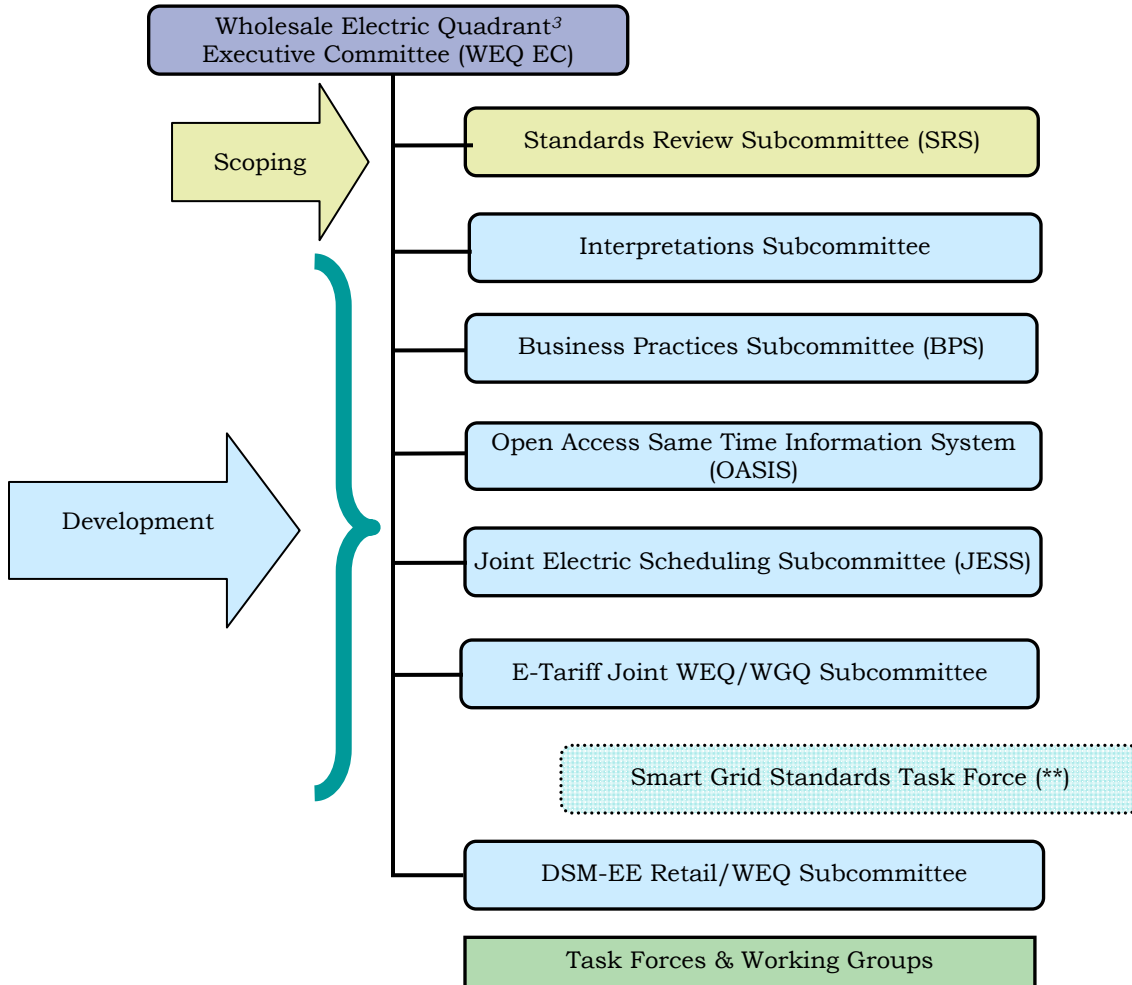 Wholesale Electric Quadrant³
Executive Committee (WEQ EC)
Scoping
Standards Review Subcommittee (SRS)
Interpretations Subcommittee
Business Practices Subcommittee (BPS)
Open Access Same Time Information System
(OASIS)
Development
Joint Electric Scheduling Subcommittee (JESS)
E-Tariff Joint WEQ/WGQ Subcommittee
Smart Grid Standards Task Force (**)
DSM-EE Retail/WEQ Subcommittee
Task Forces & Working Groups